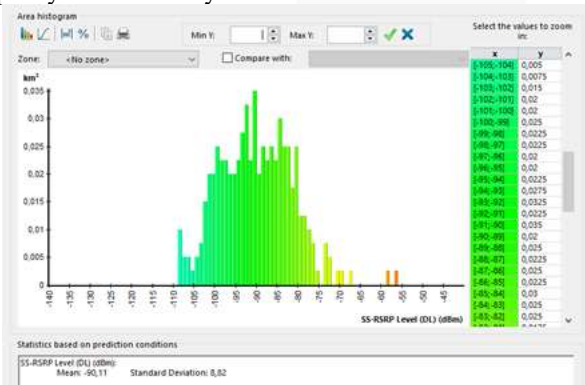 Area histogram
Min Y: Max Y:
Select the values to zoom in:
Zone: <No zone> Compare with:
km²
0,035
0,03
0,025
0,02
0,015
0,01
0,005
0
-140 -135 -130 -125 -120 -115 -110 -105 -100 -95 -90 -85 -80 -75 -70 -65 -60 -55 -50 -45
SS-RSRP Level (DL) (dBm)
x y
[-105;-104[ 0,005
[-104;-103[ 0,0075
[-103;-102[ 0,015
[-102;-101[ 0,02
[-101;-100[ 0,02
[-100;-99[ 0,025
[-99;-98[ 0,0225
[-98;-97[ 0,0225
[-97;-96[ 0,02
[-96;-95[ 0,02
[-95;-94[ 0,0225
[-94;-93[ 0,0275
[-93;-92[ 0,0325
[-92;-91[ 0,0225
[-91;-90[ 0,035
[-90;-89[ 0,02
[-89;-88[ 0,025
[-88;-87[ 0,0225
[-87;-86[ 0,025
[-86;-85[ 0,0225
[-85;-84[ 0,03
[-84;-83[ 0,025
[-83;-82[ 0,025
Statistics based on prediction conditions
SS-RSRP Level (DL) (dBm):
Mean: -90,11 Standard Deviation: 8,82